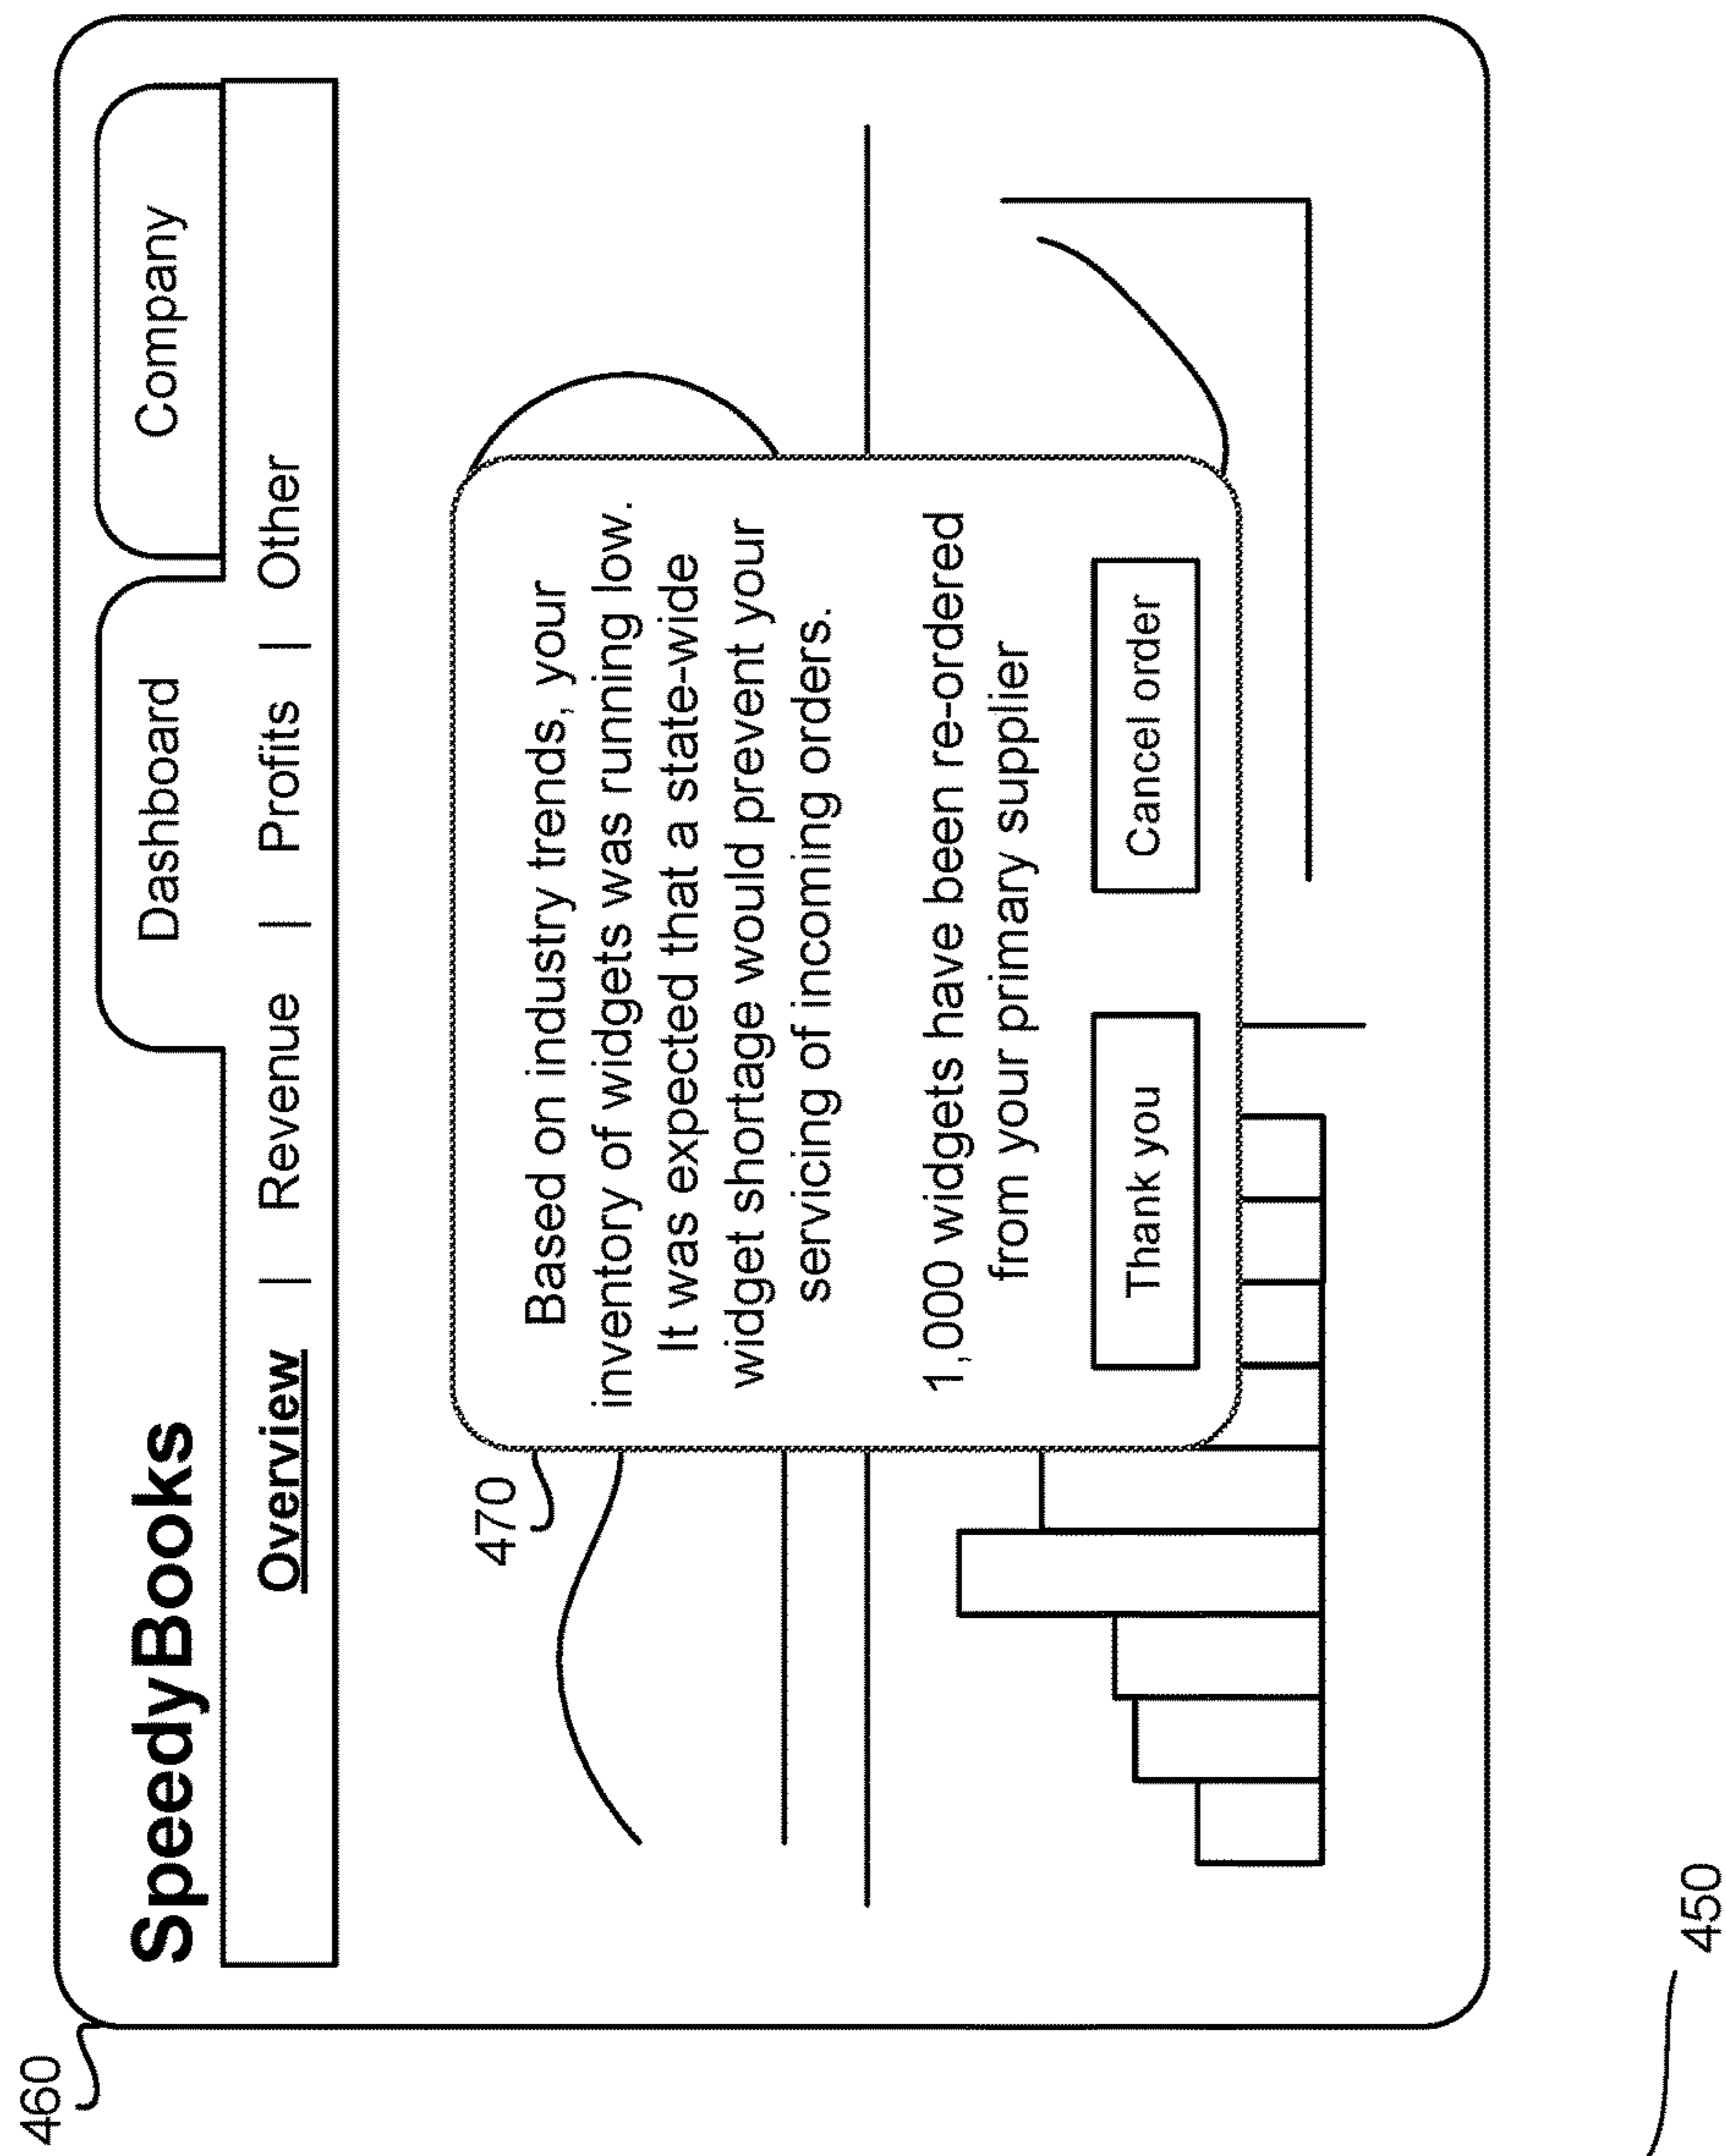 460
SpeedyBooks
Dashboard
Company
Overview | Revenue | Profits | Other
470
Based on industry trends, your
inventory of widgets was running low.
It was expected that a state-wide
widget shortage would prevent your
servicing of incoming orders.
1,000 widgets have been re-ordered
from your primary supplier
Thank you
Cancel order
450